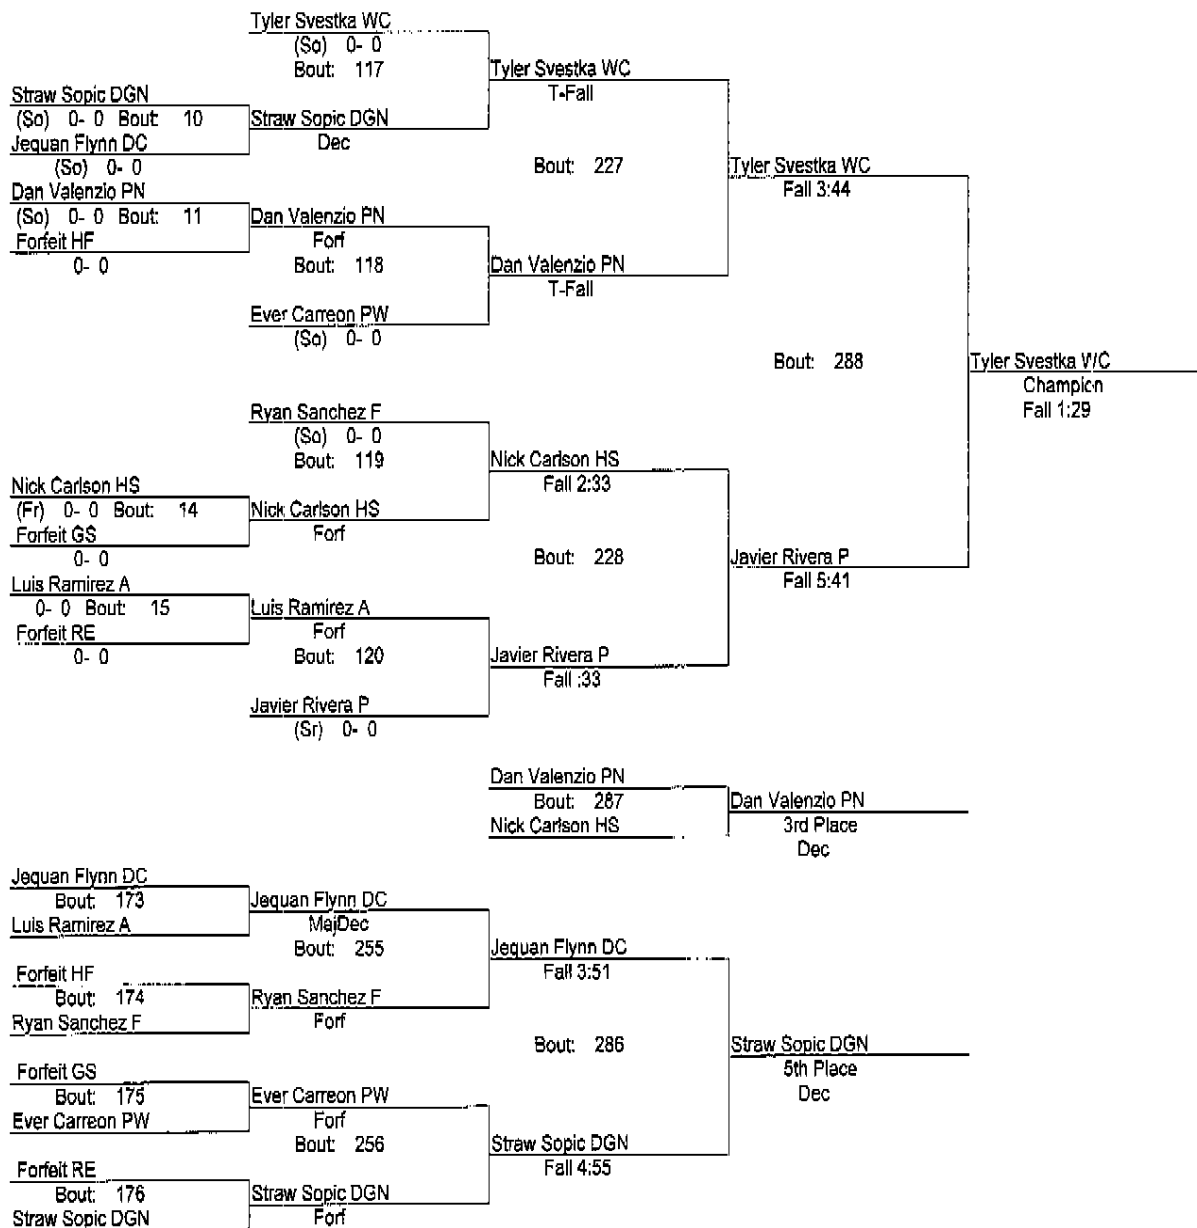 Tyler Svestka WC
(So) 0- 0
Bout: 117
Tyler Svestka WC
T-Fall
Straw Sopic DGN
(So) 0- 0 Bout: 10
Straw Sopic DGN
Dec
Jequan Flynn DC
(So) 0- 0
Bout: 227
Tyler Svestka WC
Fall 3:44
Dan Valenzio PN
(So) 0- 0 Bout: 11
Dan Valenzio PN
Forf
Forfeit HF
0- 0
Bout: 118
Dan Valenzio PN
T-Fall
Ever Carreon PW
(So) 0- 0
Bout: 288
Tyler Svestka WC
Champion
Fall 1:29
Ryan Sanchez F
(So) 0- 0
Bout: 119
Nick Carlson HS
Fall 2:33
Nick Carlson HS
(Fr) 0- 0 Bout: 14
Nick Carlson HS
Forf
Forfeit GS
0- 0
Bout: 228
Javier Rivera P
Fall 5:41
Luis Ramirez A
0- 0 Bout: 15
Luis Ramirez A
Forf
Forfeit RE
0- 0
Bout: 120
Javier Rivera P
Fall :33
Javier Rivera P
(Sr) 0- 0
Dan Valenzio PN
Bout: 287
Dan Valenzio PN
3rd Place
Dec
Nick Carlson HS
Jequan Flynn DC
Bout: 173
Jequan Flynn DC
MajDec
Luis Ramirez A
Bout: 255
Jequan Flynn DC
Fall 3:51
Forfeit HF
Bout: 174
Ryan Sanchez F
Forf
Ryan Sanchez F
Bout: 286
Straw Sopic DGN
5th Place
Dec
Forfeit GS
Bout: 175
Ever Carreon PW
Forf
Ever Carreon PW
Bout: 256
Straw Sopic DGN
Fall 4:55
Forfeit RE
Bout: 176
Straw Sopic DGN
Forf
Straw Sopic DGN